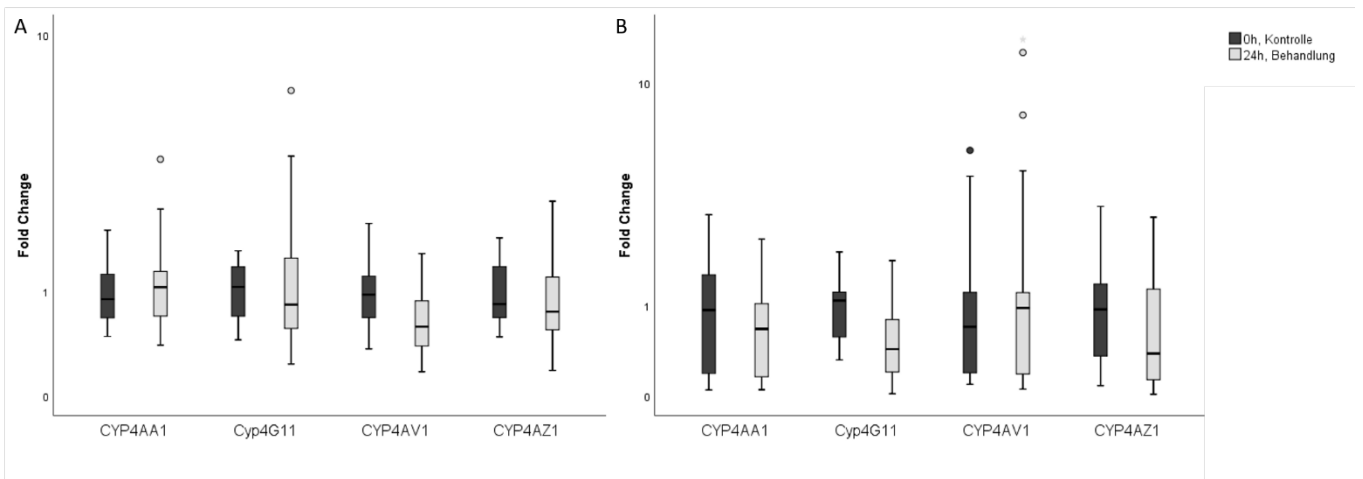 A
10
1
0
Fold Change
CYP4AA1
Cyp4G11
CYP4AV1
CYP4AZ1
B
10
1
0
Fold Change
CYP4AA1
Cyp4G11
CYP4AV1
CYP4AZ1
0h, Kontrolle
24h, Behandlung